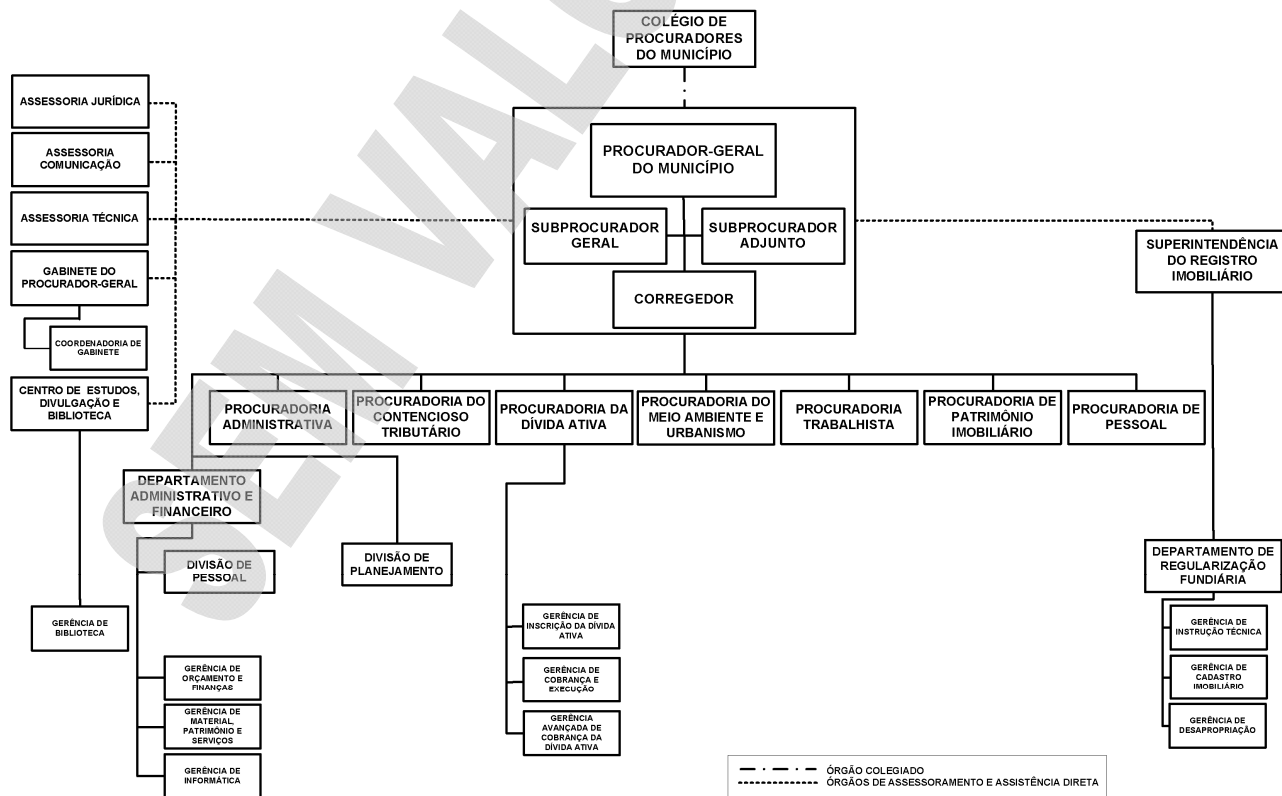 COLÉGIO DE
PROCURADORES
DO MUNICÍPIO
ASSESSORIA JURÍDICA
ASSESSORIA
COMUNICAÇÃO
ASSESSORIA TÉCNICA
GABINETE DO
PROCURADOR-GERAL
COORDENADORIA DE
GABINETE
CENTRO DE ESTUDOS,
DIVULGAÇÃO E
BIBLIOTECA
PROCURADOR-GERAL
DO MUNICÍPIO
SUBPROCURADOR
GERAL
SUBPROCURADOR
ADJUNTO
CORREGEDOR
SUPERINTENDÊNCIA
DO REGISTRO
IMOBILIÁRIO
PROCURADORIA
ADMINISTRATIVA
PROCURADORIA DO
CONTENCIOSO
TRIBUTÁRIO
PROCURADORIA DA
DÍVIDA ATIVA
PROCURADORIA DO
MEIO AMBIENTE E
URBANISMO
PROCURADORIA
TRABALHISTA
PROCURADORIA DE
PATRIMÔNIO
IMOBILIÁRIO
PROCURADORIA DE
PESSOAL
DEPARTAMENTO
ADMINISTRATIVO E
FINANCEIRO
DIVISÃO DE
PESSOAL
DIVISÃO DE
PLANEJAMENTO
DEPARTAMENTO DE
REGULARIZAÇÃO
FUNDIÁRIA
GERÊNCIA DE
BIBLIOTECA
GERÊNCIA DE
ORÇAMENTO E
FINANÇAS
GERÊNCIA DE
MATERIAL,
PATRIMÔNIO E
SERVIÇOS
GERÊNCIA DE
INFORMÁTICA
GERÊNCIA DE
INSCRIÇÃO DA DÍVIDA
ATIVA
GERÊNCIA DE
COBRANÇA E
EXECUÇÃO
GERÊNCIA
AVANÇADA DE
COBRANÇA DA
DÍVIDA ATIVA
GERÊNCIA DE
INSTRUÇÃO TÉCNICA
GERÊNCIA DE
CADASTRO
IMOBILIÁRIO
GERÊNCIA DE
DESAPROPRIAÇÃO
ÓRGÃO COLEGIADO
ÓRGÃOS DE ASSESSORAMENTO E ASSISTÊNCIA DIRETA
SEM VALO